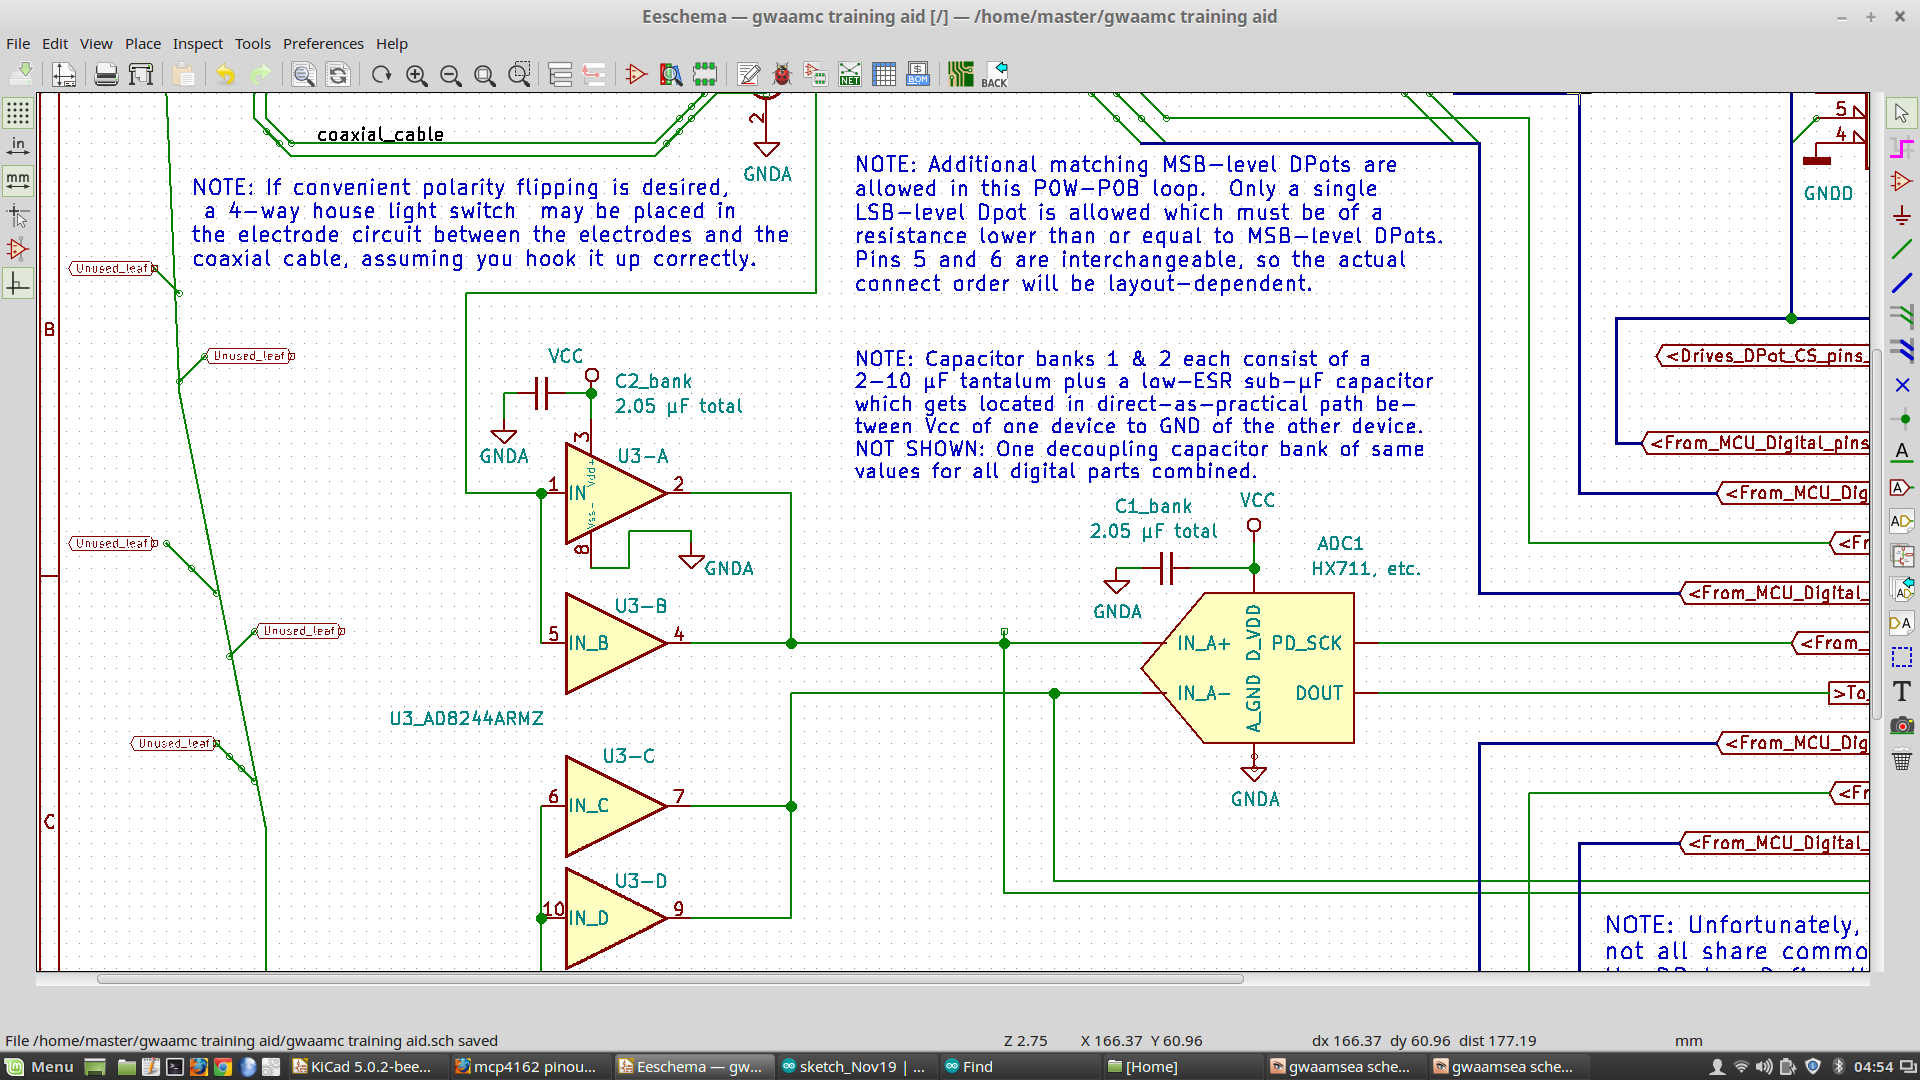 Eeschema — gwaamc training aid [/] — /home/master/gwaamc training aid
File Edit View Place Inspect Tools Preferences Help
NET
BOM
BACK
in
mm
coaxial_cable
2
GNDA
NOTE: If convenient polarity flipping is desired,
a 4-way house light switch may be placed in
the electrode circuit between the electrodes and the
coaxial cable, assuming you hook it up correctly.
NOTE: Additional matching MSB-level DPots are
allowed in this P0W-P0B loop. Only a single
LSB-level Dpot is allowed which must be of a
resistance lower than or equal to MSB-level DPots.
Pins 5 and 6 are interchangeable, so the actual
connect order will be layout-dependent.
5
4
GNDD
Unused_leaf
Unused_leaf
B
NOTE: Capacitor banks 1 & 2 each consist of a
2-10 µF tantalum plus a low-ESR sub-µF capacitor
which gets located in direct-as-practical path be-
tween Vcc of one device to GND of the other device.
NOT SHOWN: One decoupling capacitor bank of same
values for all digital parts combined.
<Drives_DPot_CS_pins_
<From_MCU_Digital_pins
<From_MCU_Dig
<Fr
<From_MCU_Digital_
<From_
>To_
<From_MCU_Dig
<Fr
<From_MCU_Digital_
VCC
C2_bank
2.05 µF total
GNDA
3
U3-A
1 IN
Vdd+
Vss-
2
8
GNDA
U3-B
5 IN_B
4
U3_AD8244ARMZ
U3-C
6 IN_C
7
U3-D
10 IN_D
9
Unused_leaf
Unused_leaf
Unused_leaf
C
C1_bank
2.05 µF total
VCC
GNDA
ADC1
HX711, etc.
IN_A+
IN_A-
D_VDD
A_GND
PD_SCK
DOUT
GNDA
NOTE: Unfortunately,
not all share commo
File /home/master/gwaamc training aid/gwaamc training aid.sch saved
Z 2.75
X 166.37 Y 60.96
dx 166.37 dy 60.96 dist 177.19
mm
Menu
KiCad 5.0.2-bee...
mcp4162 pinou...
Eeschema — gw...
sketch_Nov19 | ...
Find
[Home]
gwaamsea sche...
gwaamsea sche...
04:54